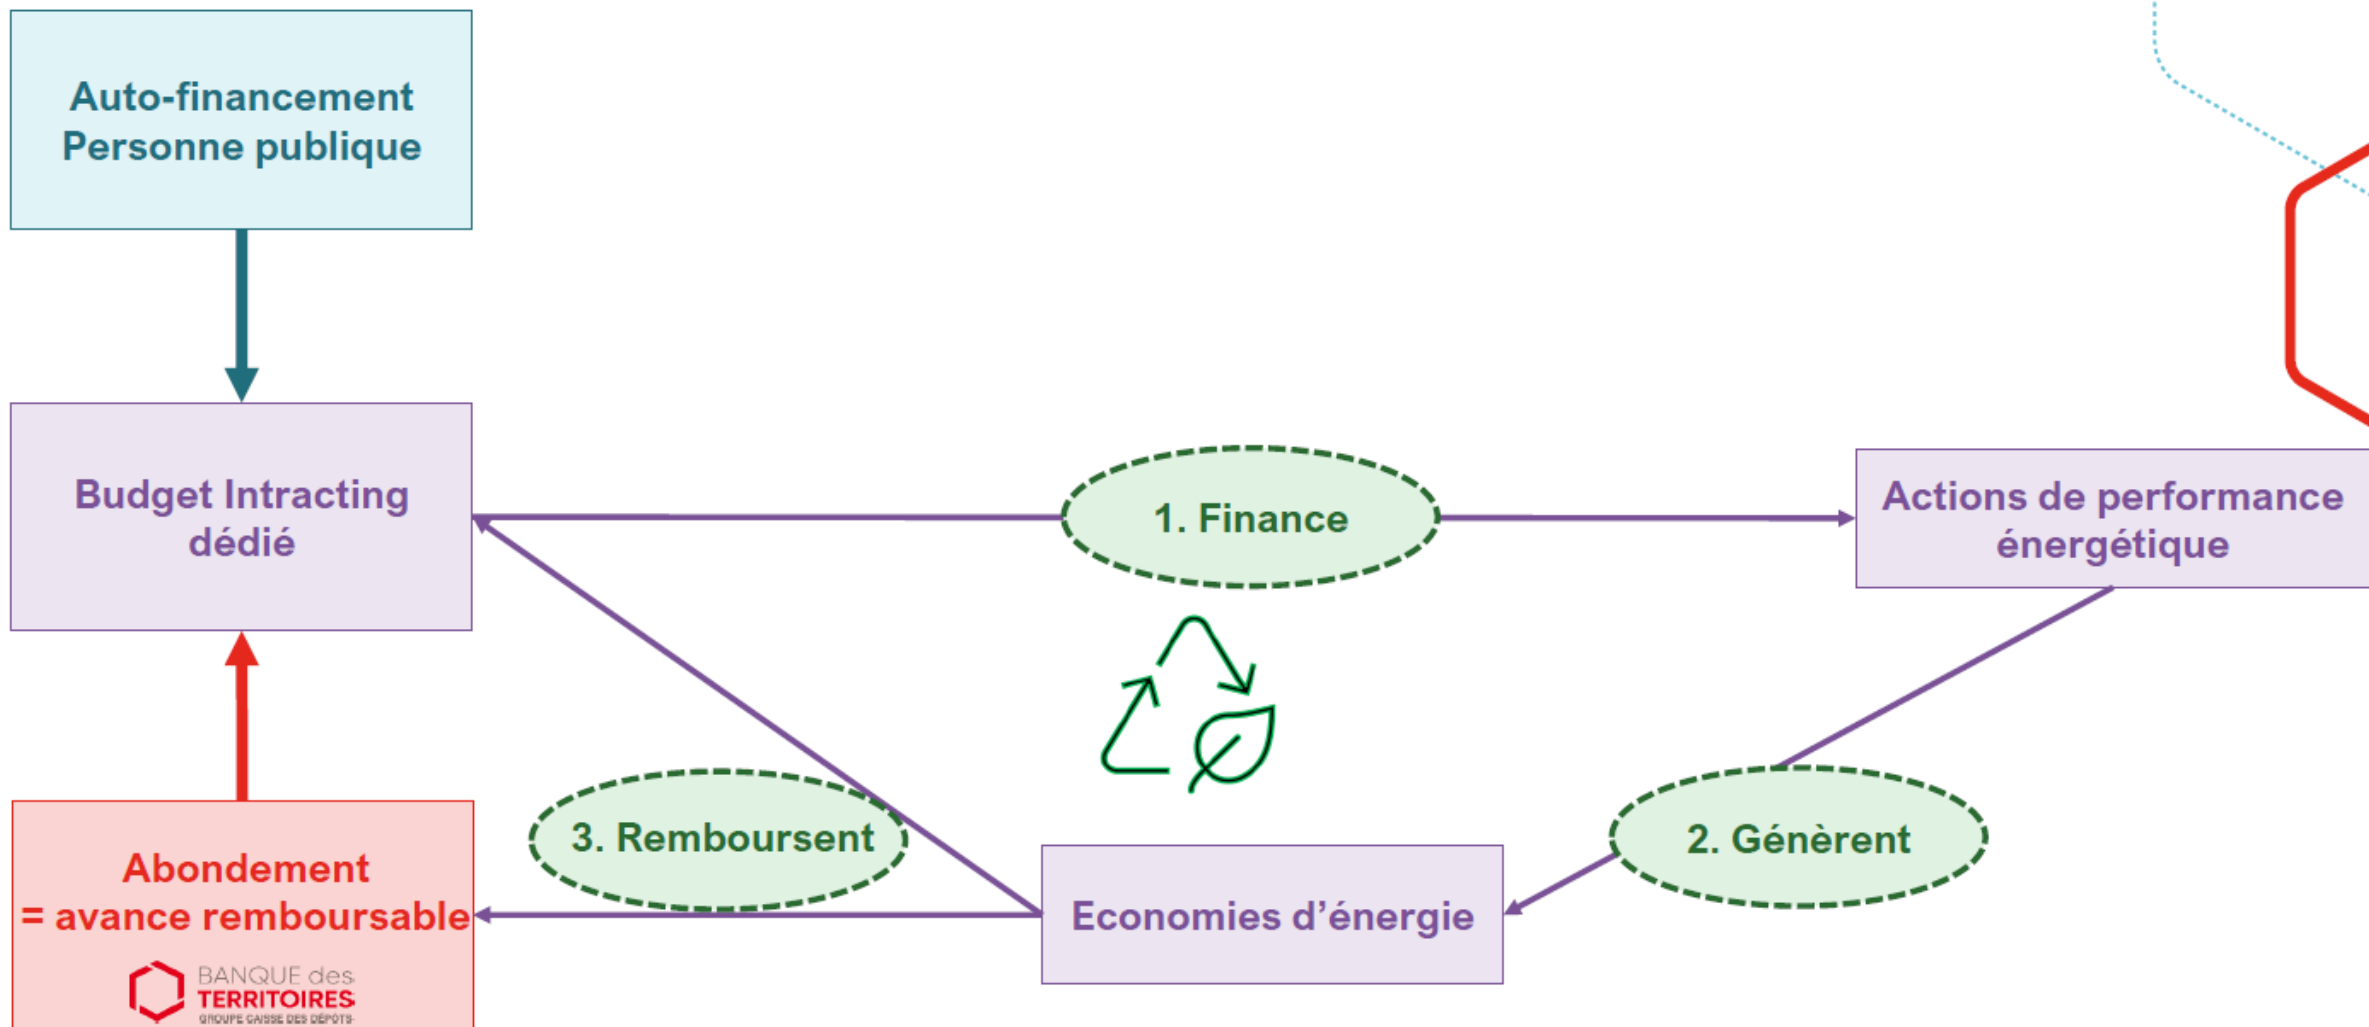 Auto-financement
Personne publique
Budget Intracting
dédié
1. Finance
Actions de performance
énergétique
3. Remboursent
2. Génèrent
Abondement
= avance remboursable
Economies d’énergie
BANQUE des
TERRITOIRES
GROUPE CAISSE DES DÉPÔTS